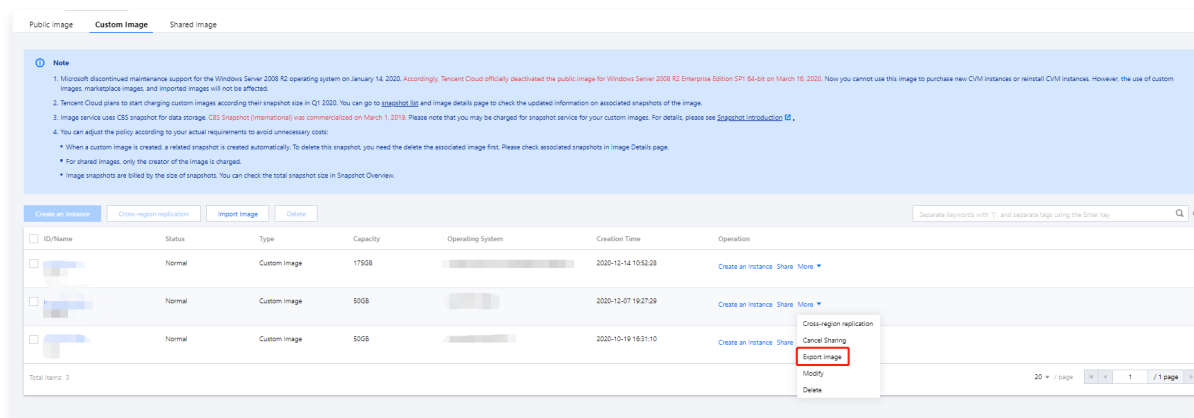 Public Image Custom Image Shared Image
Note
1. Microsoft discontinued maintenance support for the Windows Server 2008 R2 operating system on January 14, 2020. Accordingly, Tencent Cloud officially deactivated the public image for Windows Server 2008 R2 Enterprise Edition SP1 64-bit on March 16, 2020. Now you cannot use this image to purchase new CVM instances or reinstall CVM instances. However, the use of custom
images, marketplace images, and imported images will not be affected.
2. Tencent Cloud plans to start charging custom images according their snapshot size in Q1 2020. You can go to snapshot list and image details page to check the updated information on associated snapshots of the image.
3. Image service uses CBS snapshot for data storage. CBS Snapshot (International) was commercialized on March 1, 2019. Please note that you may be charged for snapshot service for your custom images. For details, please see Snapshot Introduction .
4. You can adjust the policy according to your actual requirements to avoid unnecessary costs:
• When a custom image is created, a related snapshot is created automatically. To delete this snapshot, you need the delete the associated image first. Please check associated snapshots in Image Details page.
• For shared images, only the creator of the image is charged.
• Image snapshots are billed by the size of snapshots. You can check the total snapshot size in Snapshot Overview.
Create an Instance Cross-region replication Import Image Delete Separate keywords with "|", and separate tags using the Enter key
ID/Name Status Type Capacity Operating System Creation Time Operation
Normal Custom Image 175GB 2020-12-14 10:52:28 Create an Instance Share More
Normal Custom Image 50GB 2020-12-07 19:27:29 Create an Instance Share More
Cross-region replication
Normal Custom Image 50GB 2020-10-19 16:31:10 Create an Instance Share
Cancel Sharing
Export image
Modify
Delete
Total items: 3 20 / page 1 / 1 page